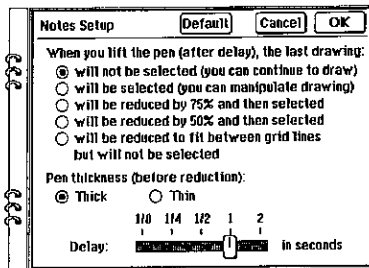 Notes Setup Default Cancel OK
When you lift the pen (after delay), the last drawing:
will not be selected (you can continue to draw)
will be selected (you can manipulate drawing)
will be reduced by 75% and then selected
will be reduced by 50% and then selected
will be reduced to fit between grid lines
but will not be selected
Pen thickness (before reduction):
Thick Thin
1/8 1/4 1/2 1 2
Delay: in seconds